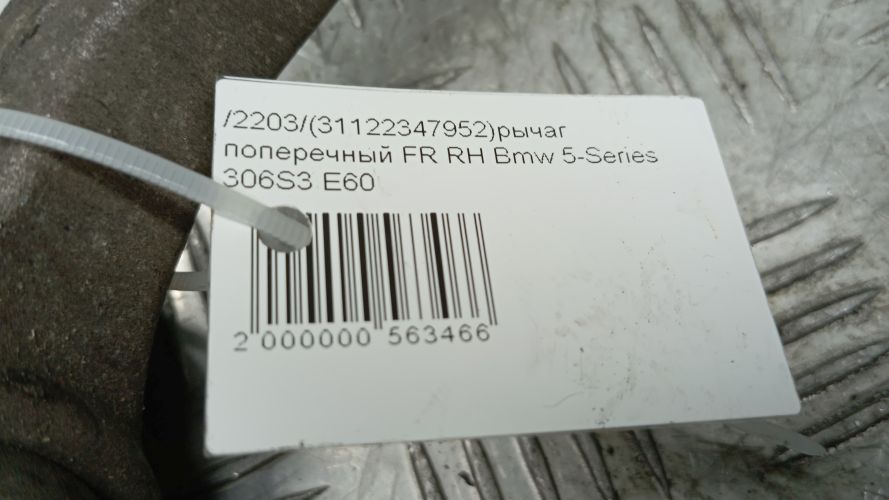 /2203/(31122347952)рычаг
поперечный FR RH Bmw 5-Series
306S3 E60
2 000000 563466